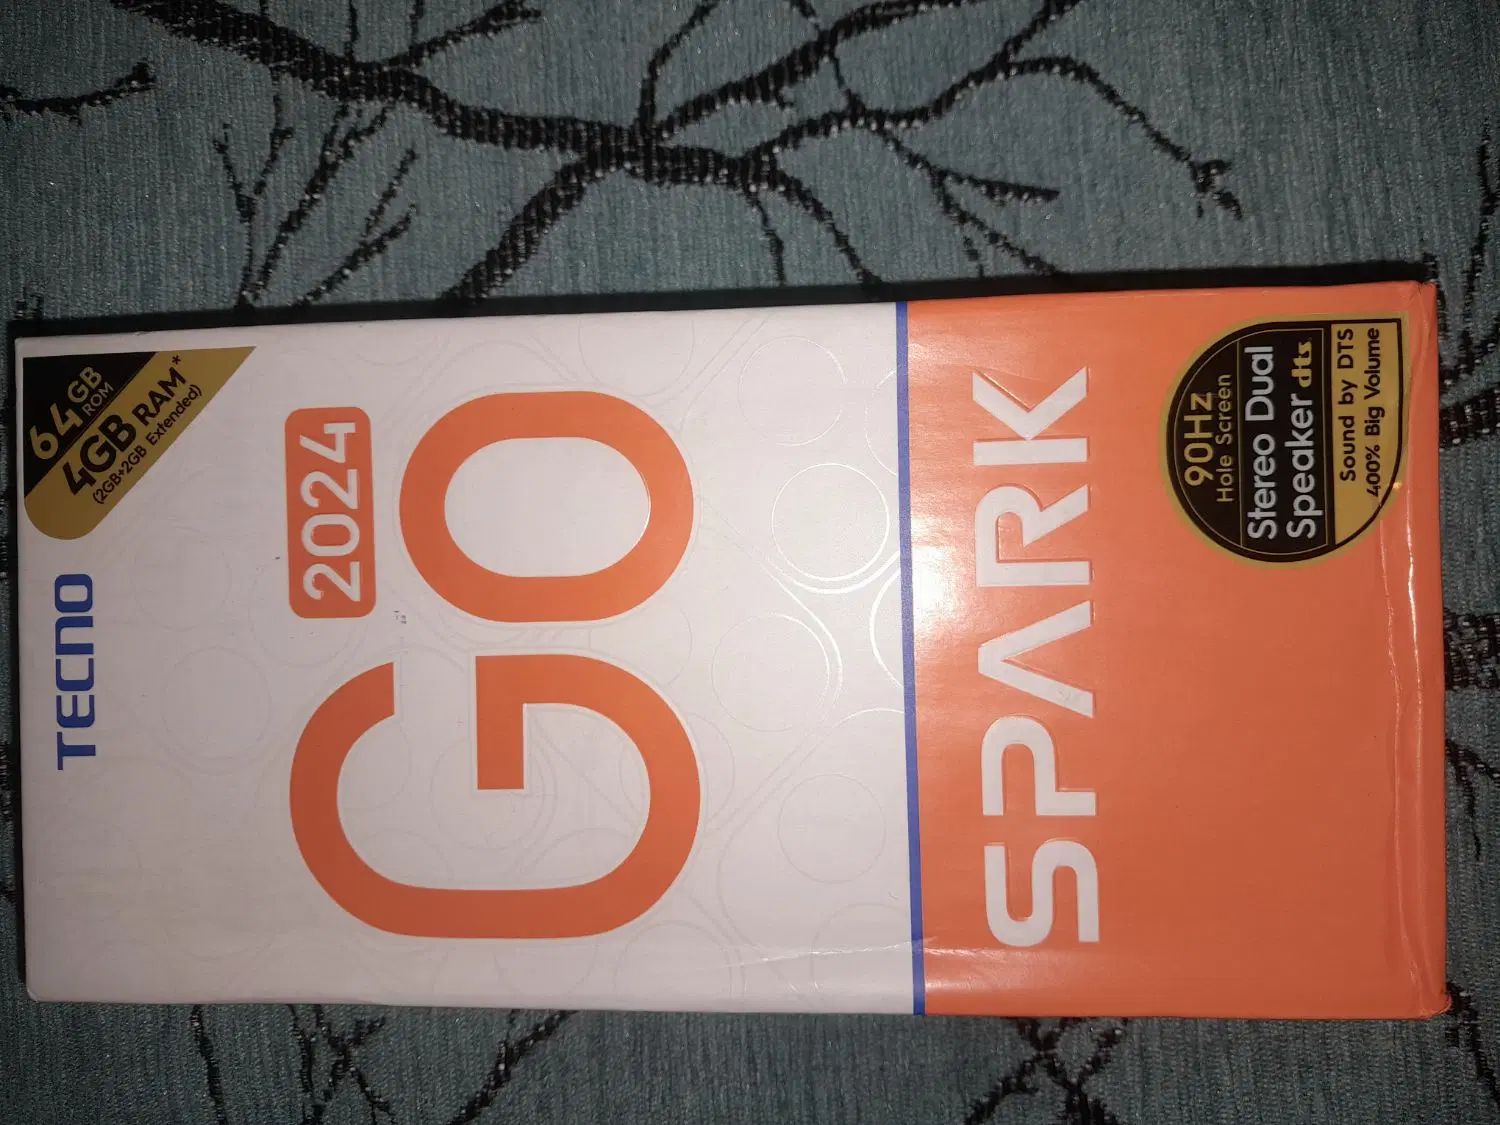 TECNO
64GB
ROM
4GB RAM*
(2GB+2GB Extended)
2024
GO
SPARK
90Hz
Hole Screen
Stereo Dual
Speaker dts
Sound by DTS
400% Big Volume